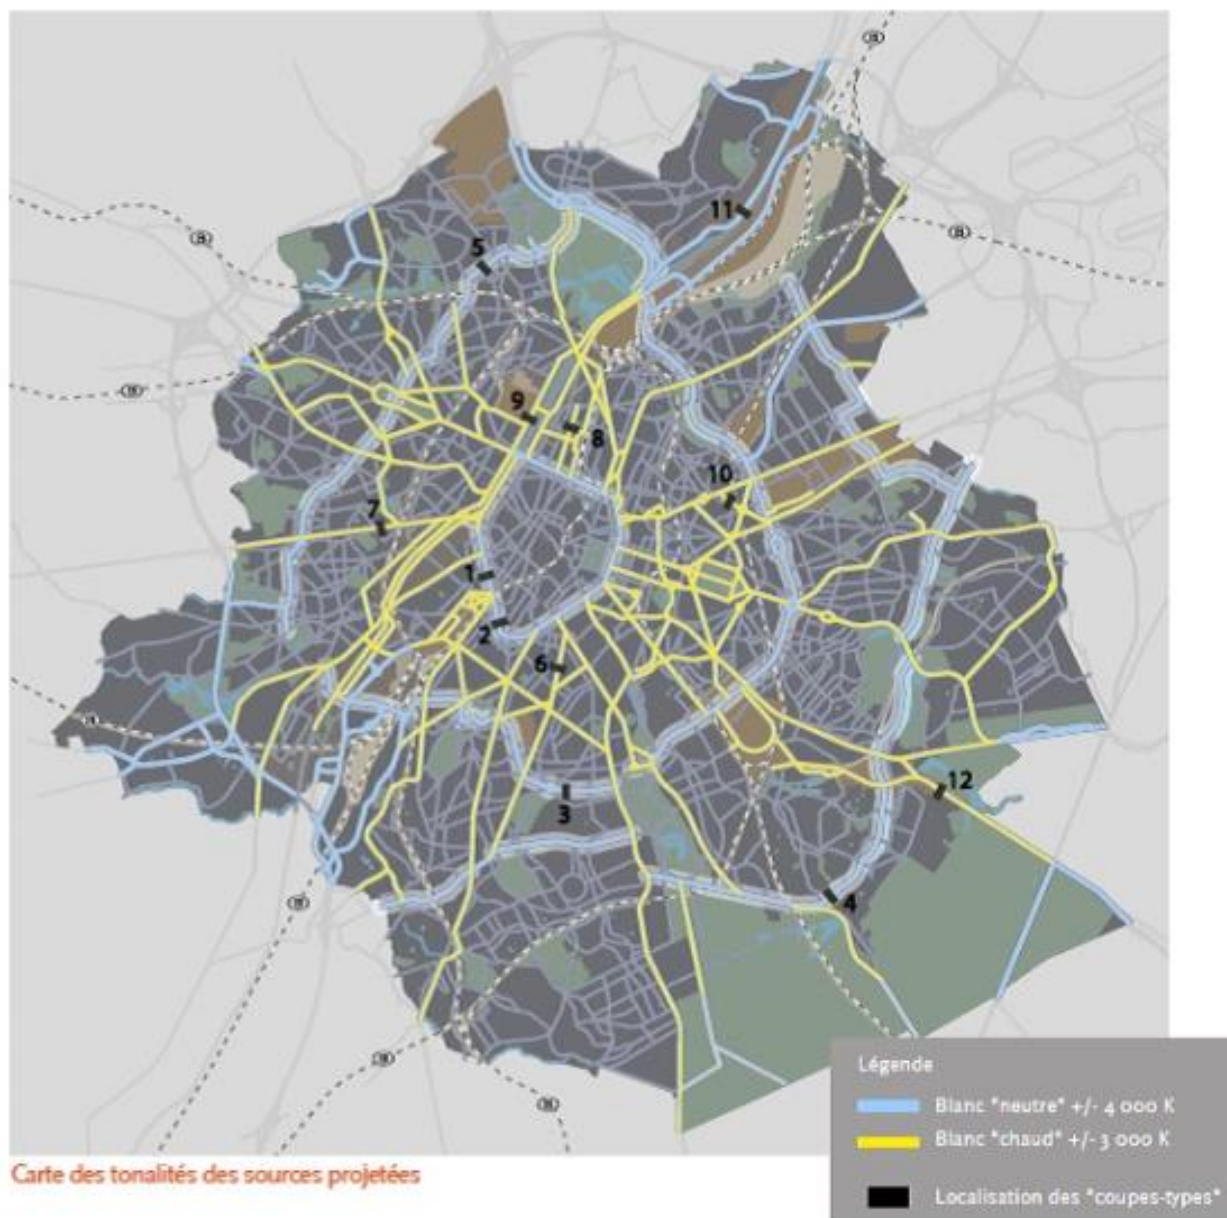 11
5
9
8
10
7
1
2
6
3
12
4
Légende
Blanc "neutre" +/- 4 000 K
Blanc "chaud" +/- 3 000 K
Localisation des "coupes-types"
Carte des tonalités des sources projetées